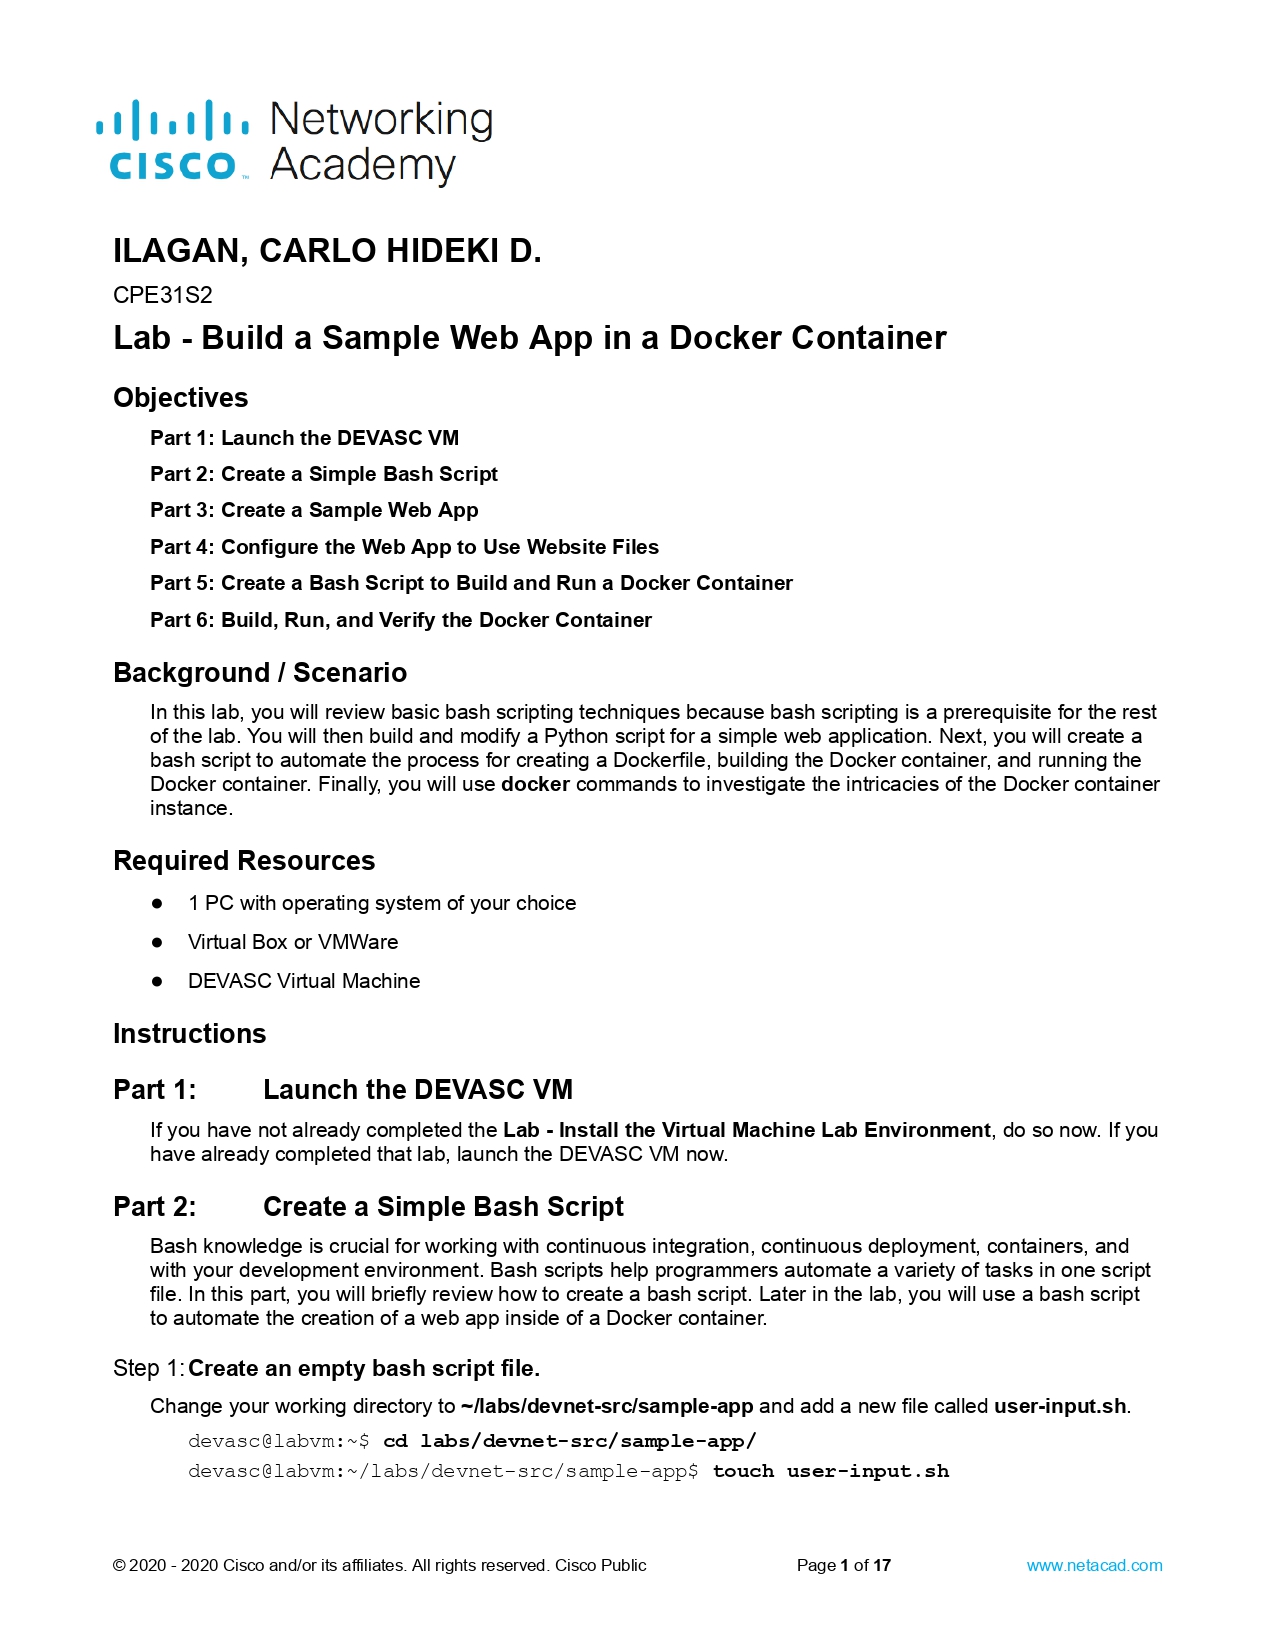 Networking
CISCO™ Academy
ILAGAN, CARLO HIDEKI D.
CPE31S2
Lab - Build a Sample Web App in a Docker Container
Objectives
Part 1: Launch the DEVASC VM
Part 2: Create a Simple Bash Script
Part 3: Create a Sample Web App
Part 4: Configure the Web App to Use Website Files
Part 5: Create a Bash Script to Build and Run a Docker Container
Part 6: Build, Run, and Verify the Docker Container
Background / Scenario
In this lab, you will review basic bash scripting techniques because bash scripting is a prerequisite for the rest
of the lab. You will then build and modify a Python script for a simple web application. Next, you will create a
bash script to automate the process for creating a Dockerfile, building the Docker container, and running the
Docker container. Finally, you will use docker commands to investigate the intricacies of the Docker container
instance.
Required Resources
● 1 PC with operating system of your choice
● Virtual Box or VMWare
● DEVASC Virtual Machine
Instructions
Part 1: Launch the DEVASC VM
If you have not already completed the Lab - Install the Virtual Machine Lab Environment, do so now. If you
have already completed that lab, launch the DEVASC VM now.
Part 2: Create a Simple Bash Script
Bash knowledge is crucial for working with continuous integration, continuous deployment, containers, and
with your development environment. Bash scripts help programmers automate a variety of tasks in one script
file. In this part, you will briefly review how to create a bash script. Later in the lab, you will use a bash script
to automate the creation of a web app inside of a Docker container.
Step 1: Create an empty bash script file.
Change your working directory to ~/labs/devnet-src/sample-app and add a new file called user-input.sh.
devasc@labvm:~$ cd labs/devnet-src/sample-app/
devasc@labvm:~/labs/devnet-src/sample-app$ touch user-input.sh
© 2020 - 2020 Cisco and/or its affiliates. All rights reserved. Cisco Public Page 1 of 17 www.netacad.com